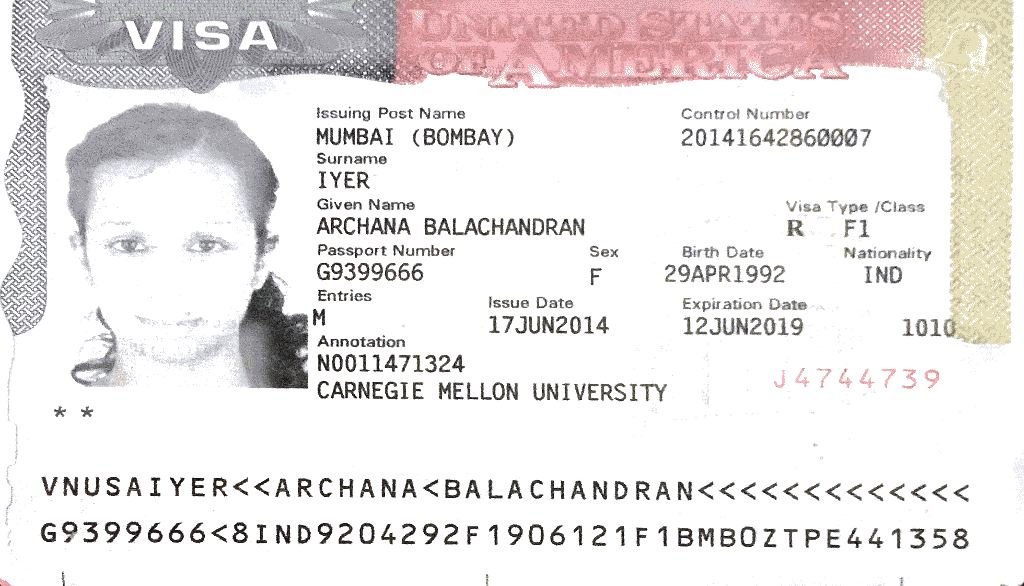 VISA
UNITED STATES
OF AMERICA
Issuing Post Name
Control Number
MUMBAI (BOMBAY)
20141642860007
Surname
IYER
Given Name
Visa Type /Class
ARCHANA BALACHANDRAN
R F1
Passport Number
Sex
Birth Date
Nationality
G9399666
F
29APR1992
IND
Entries
Issue Date
Expiration Date
M
17JUN2014
12JUN2019
1010
Annotation
N0011471324
CARNEGIE MELLON UNIVERSITY
J4744739
**
VNUSAIYER<<ARCHANA<BALACHANDRAN<<<<<<<<<<<<<
G9399666<8IND9204292F1906121F1BMBOZTPE441358